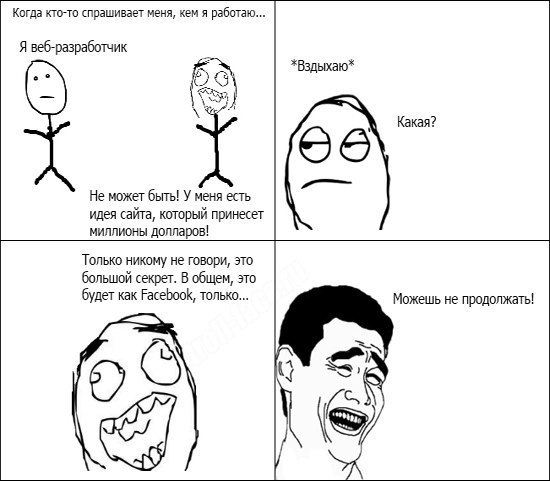 Когда кто-то спрашивает меня, кем я работаю...
Я веб-разработчик
Не может быть! У меня есть
идея сайта, который принесет
миллионы долларов!
*Вздыхаю*
Какая?
Только никому не говори, это
большой секрет. В общем, это
будет как Facebook, только...
Можешь не продолжать!